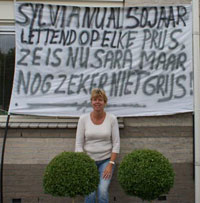 SYLVIA NU AL 50 JAAR
LETTEND OP ELKE PRIJS,
ZE IS NU SARA MAAR
NOG ZEKER NIET GRIJS!